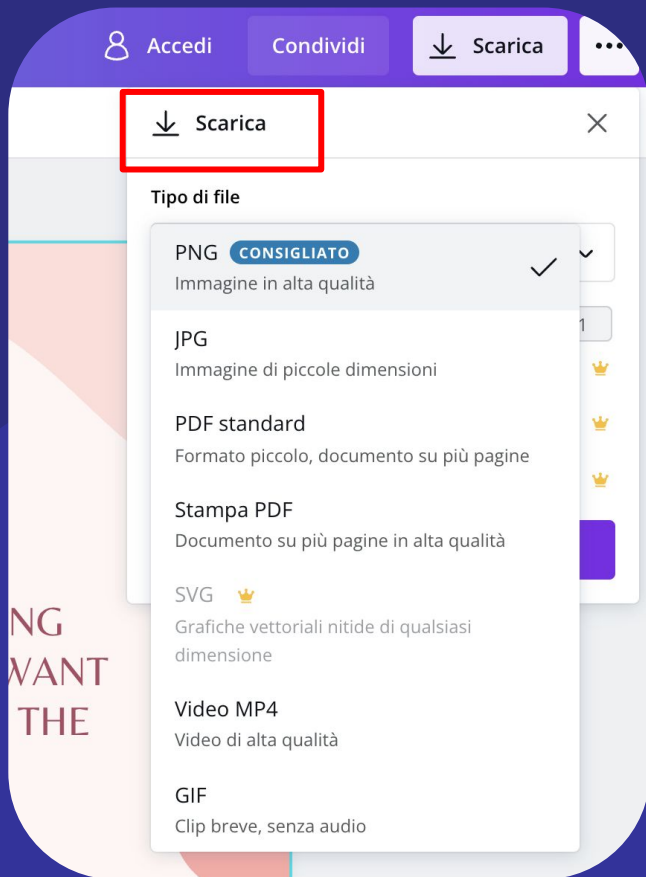 Accedi
Condividi
Scarica
Scarica
Tipo di file
PNG CONSIGLIATO
Immagine in alta qualità
1
JPG
Immagine di piccole dimensioni
PDF standard
Formato piccolo, documento su più pagine
Stampa PDF
Documento su più pagine in alta qualità
SVG
Grafiche vettoriali nitide di qualsiasi
dimensione
Video MP4
Video di alta qualità
GIF
Clip breve, senza audio
NG
WANT
THE